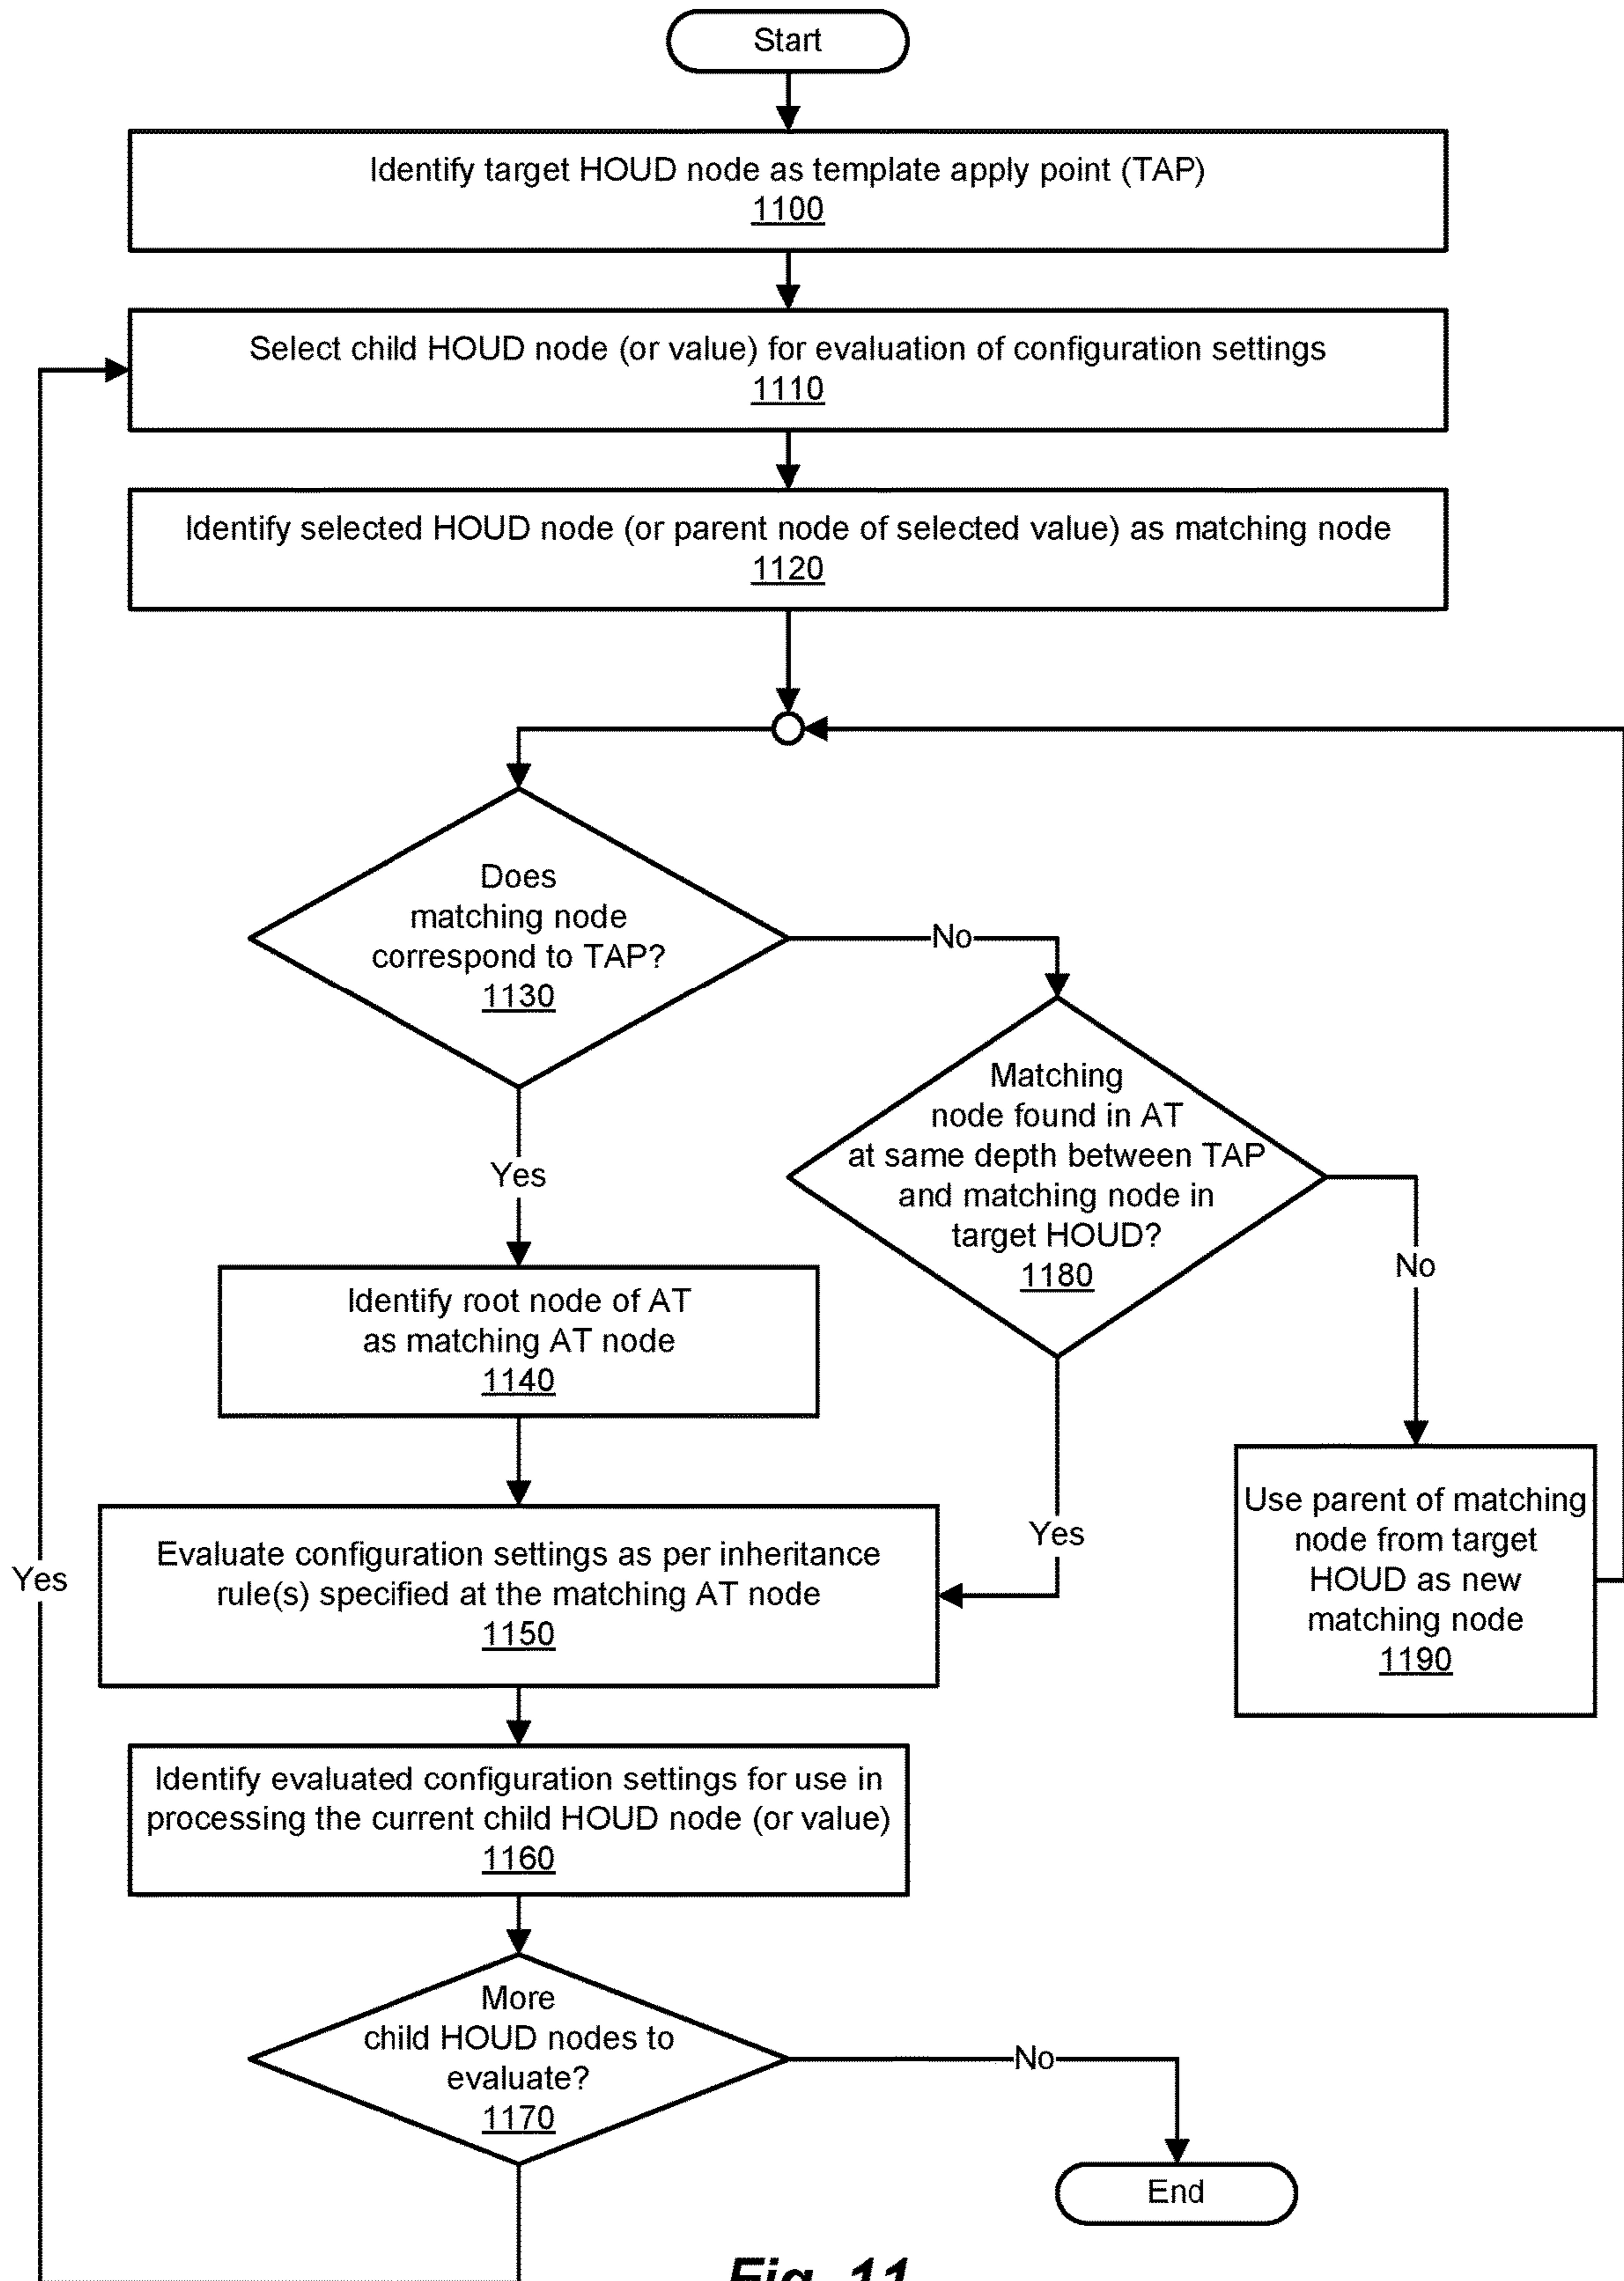 Start
Identify target HOUD node as template apply point (TAP)
1100
Select child HOUD node (or value) for evaluation of configuration settings
1110
Identify selected HOUD node (or parent node of selected value) as matching node
1120
Does
matching node
correspond to TAP?
1130
No
Matching
node found in AT
at same depth between TAP
and matching node in
target HOUD?
1180
Yes
No
Identify root node of AT
as matching AT node
1140
Use parent of matching
node from target
HOUD as new
matching node
1190
Yes
Evaluate configuration settings as per inheritance
rule(s) specified at the matching AT node
1150
Yes
Identify evaluated configuration settings for use in
processing the current child HOUD node (or value)
1160
More
child HOUD nodes to
evaluate?
1170
No
End
Fig. 11